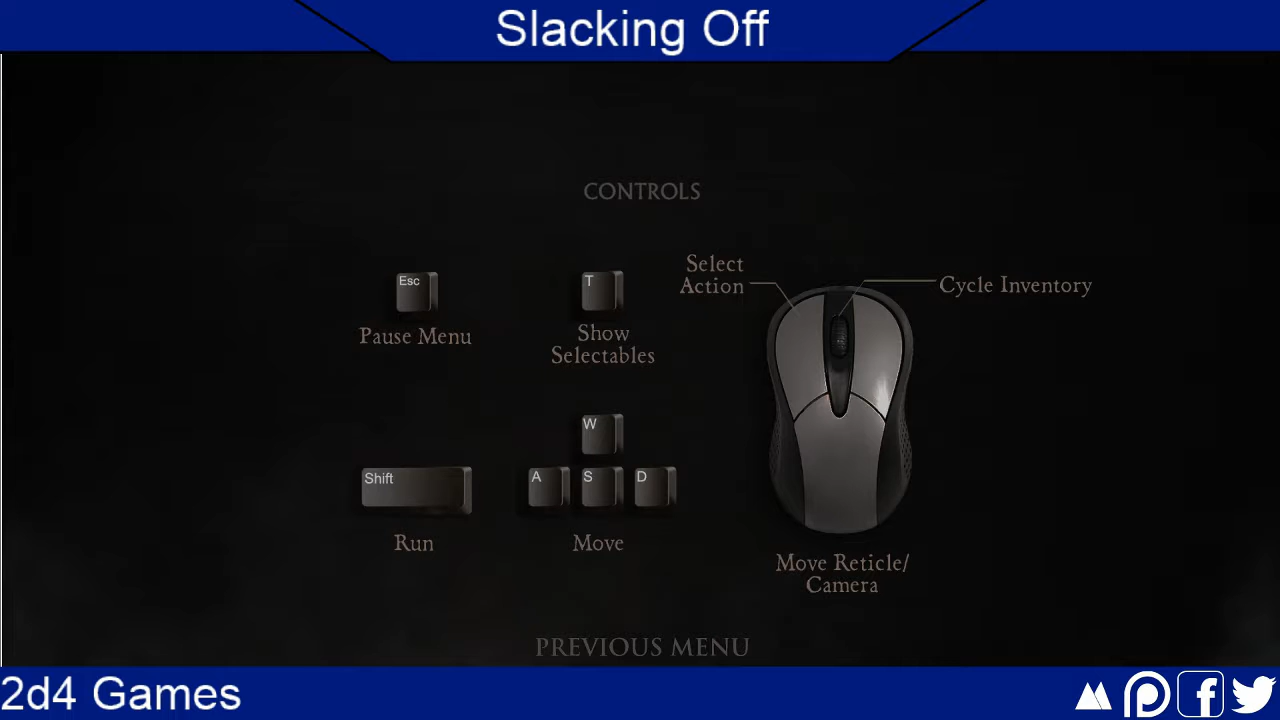 Slacking Off
CONTROLS
Select
Action
Cycle Inventory
Esc
Pause Menu
T
Show
Selectables
W
A S D
Move
Shift
Run
Move Reticle/
Camera
PREVIOUS MENU
2d4 Games